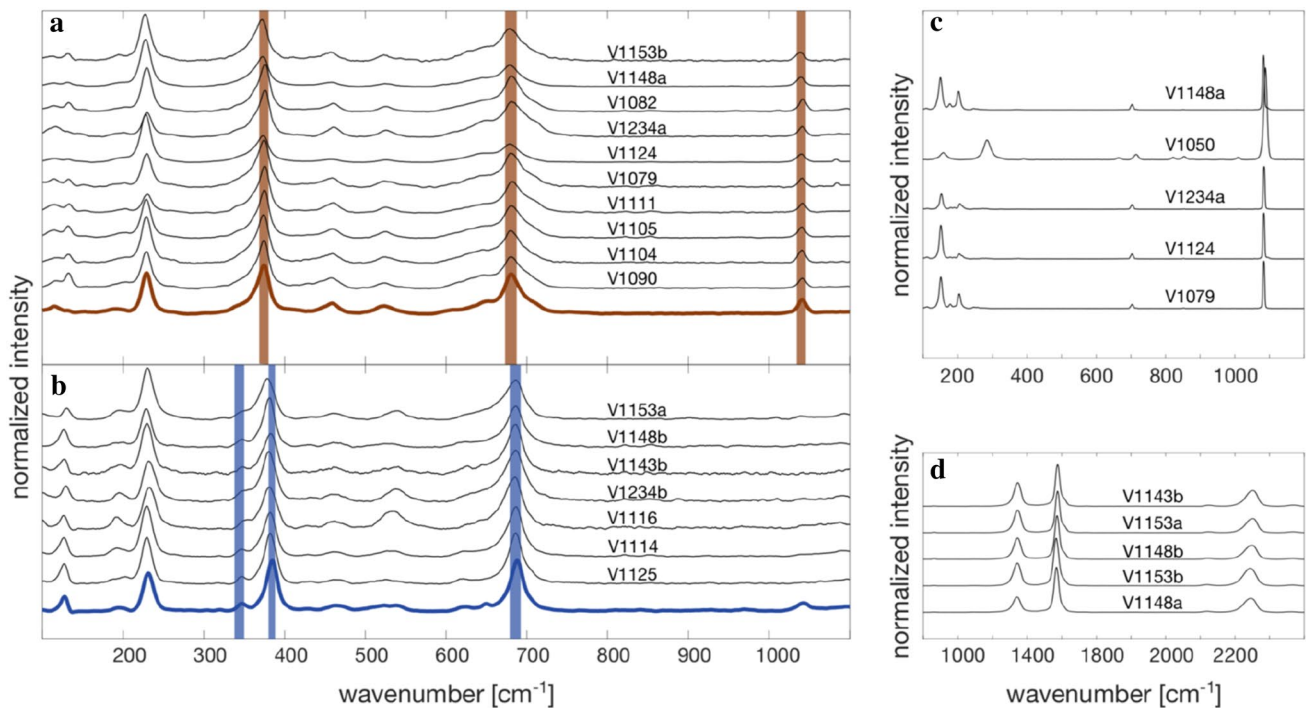 a
V1153b
V1148a
V1082
V1234a
V1124
V1079
V1111
V1105
V1104
V1090
b
V1153a
V1148b
V1143b
V1234b
V1116
V1114
V1125
200 300 400 500 600 700 800 900 1000
wavenumber [cm⁻¹]
normalized intensity
c
V1148a
V1050
V1234a
V1124
V1079
200 400 600 800 1000
normalized intensity
d
V1143b
V1153a
V1148b
V1153b
V1148a
1000 1400 1600 2000 2200
wavenumber [cm⁻¹]
normalized intensity